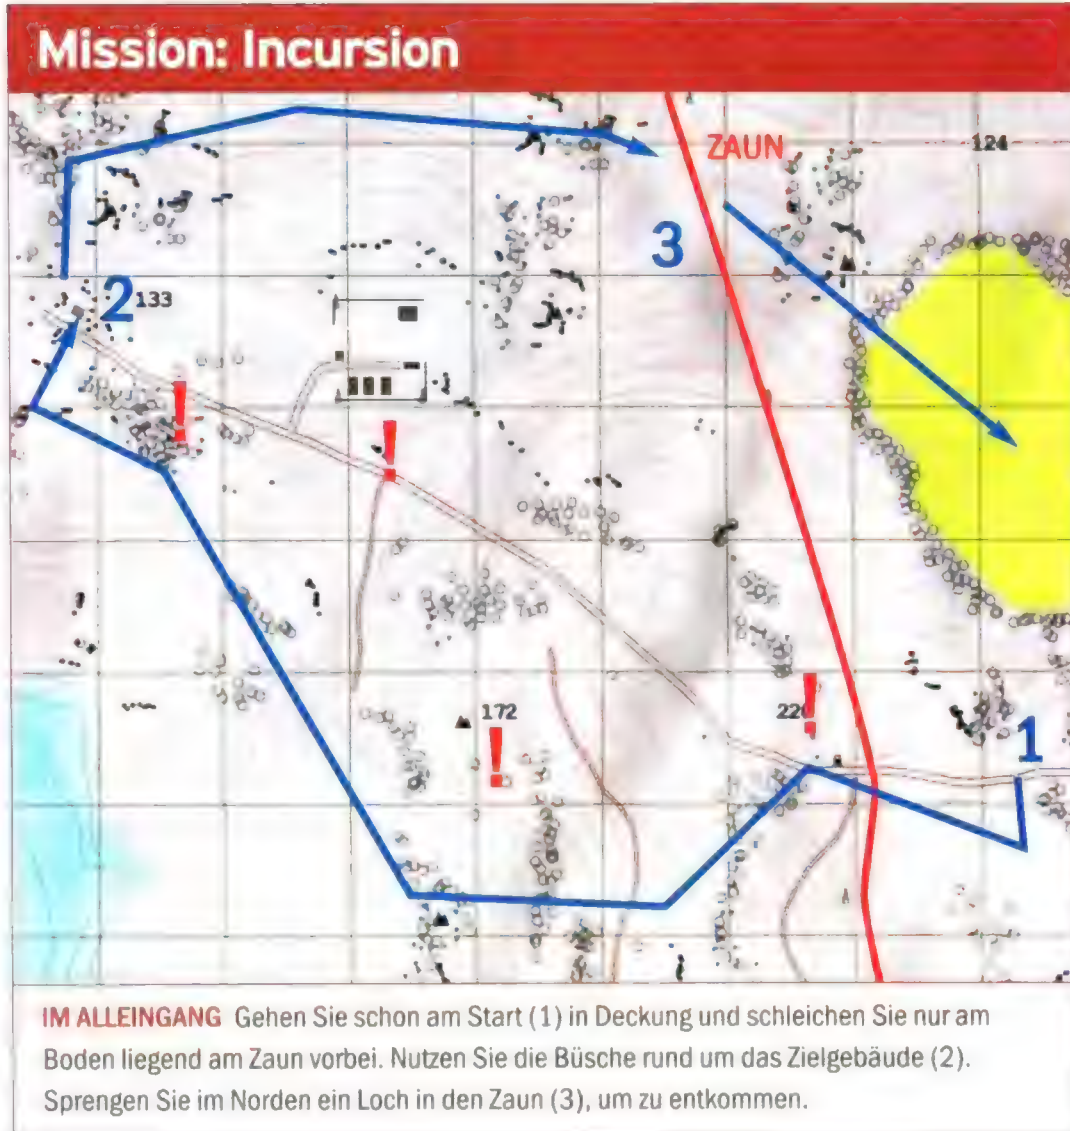 Mission: Incursion
ZAUN
124
3
2
133
!
!
172
!
220
!
1
IM ALLEINGANG Gehen Sie schon am Start (1) in Deckung und schleichen Sie nur am
Boden liegend am Zaun vorbei. Nutzen Sie die Büsche rund um das Zielgebäude (2).
Sprengen Sie im Norden ein Loch in den Zaun (3), um zu entkommen.